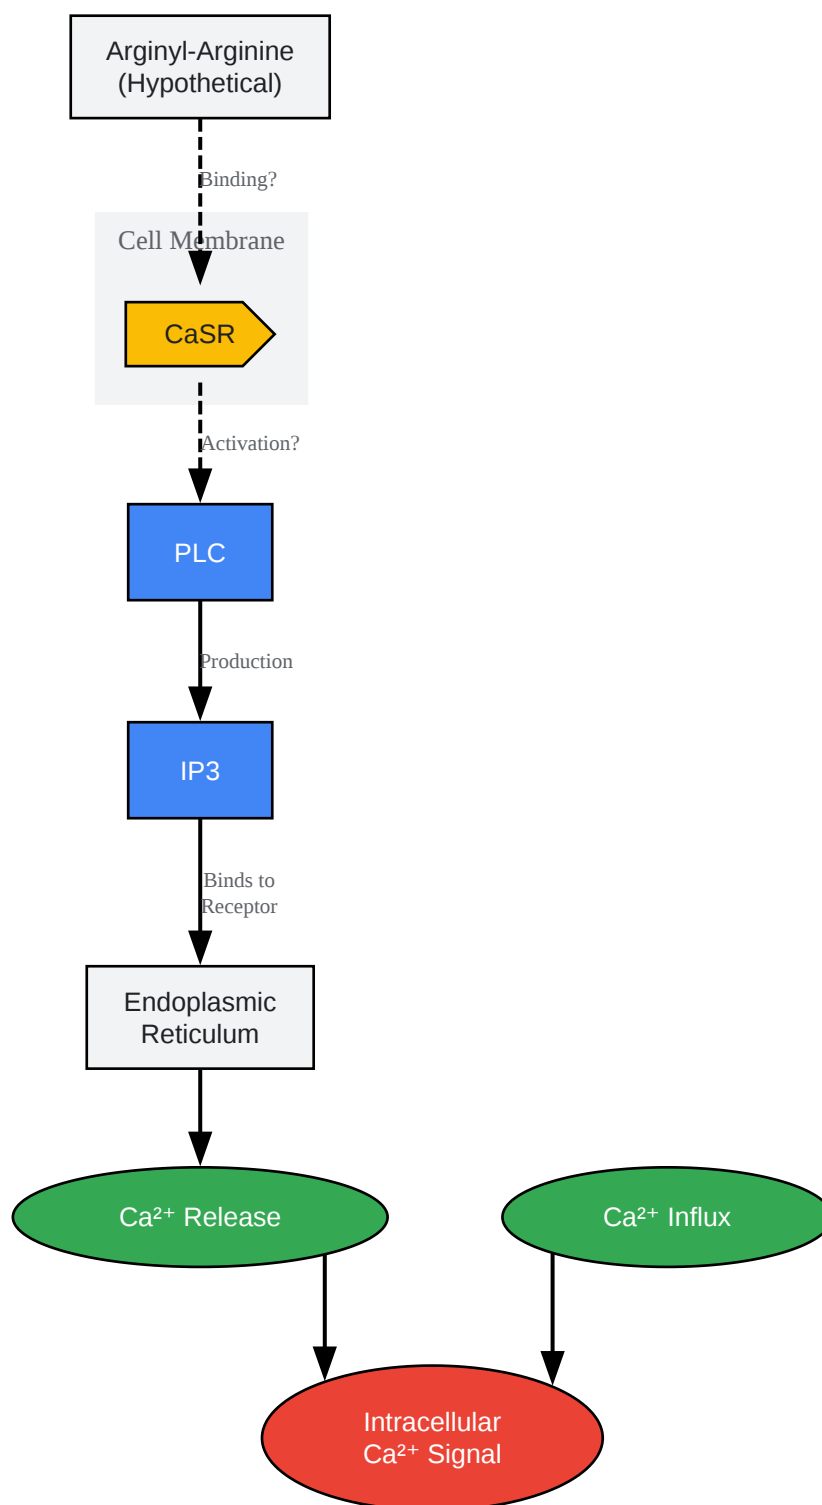 Arginyl-Arginine
(Hypothetical)
Binding?
Cell Membrane
CaSR
Activation?
PLC
Production
IP3
Binds to
Receptor
Endoplasmic
Reticulum
Ca²⁺ Release
Ca²⁺ Influx
Intracellular
Ca²⁺ Signal